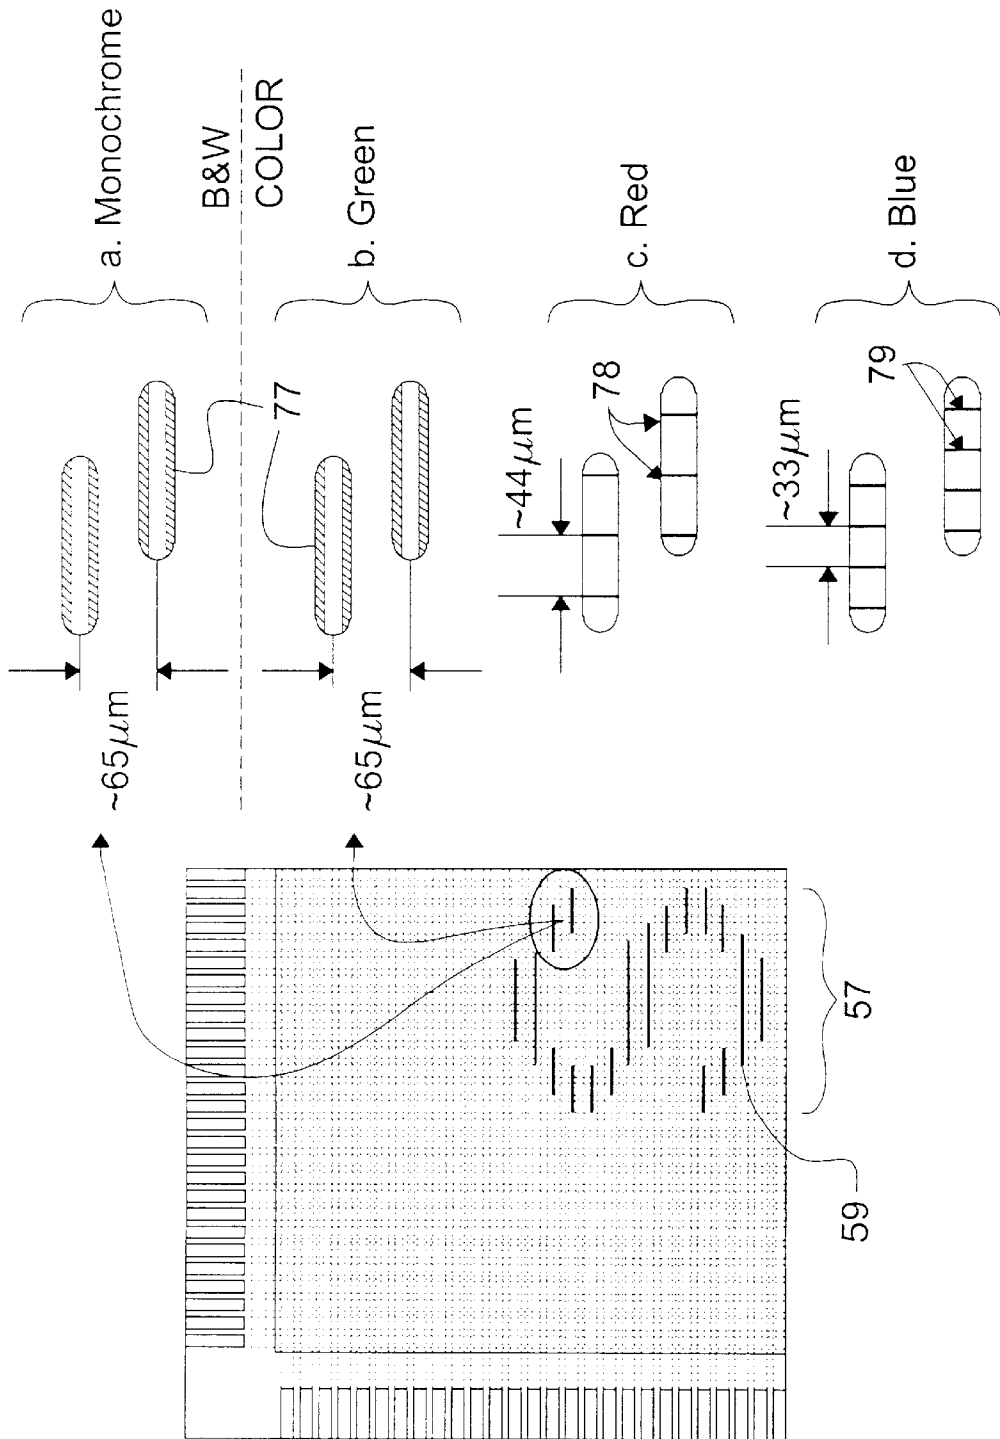 a. Monochrome
B&W
COLOR
b. Green
c. Red
d. Blue
77
78
79
~65μm
~65μm
~44μm
~33μm
57
59